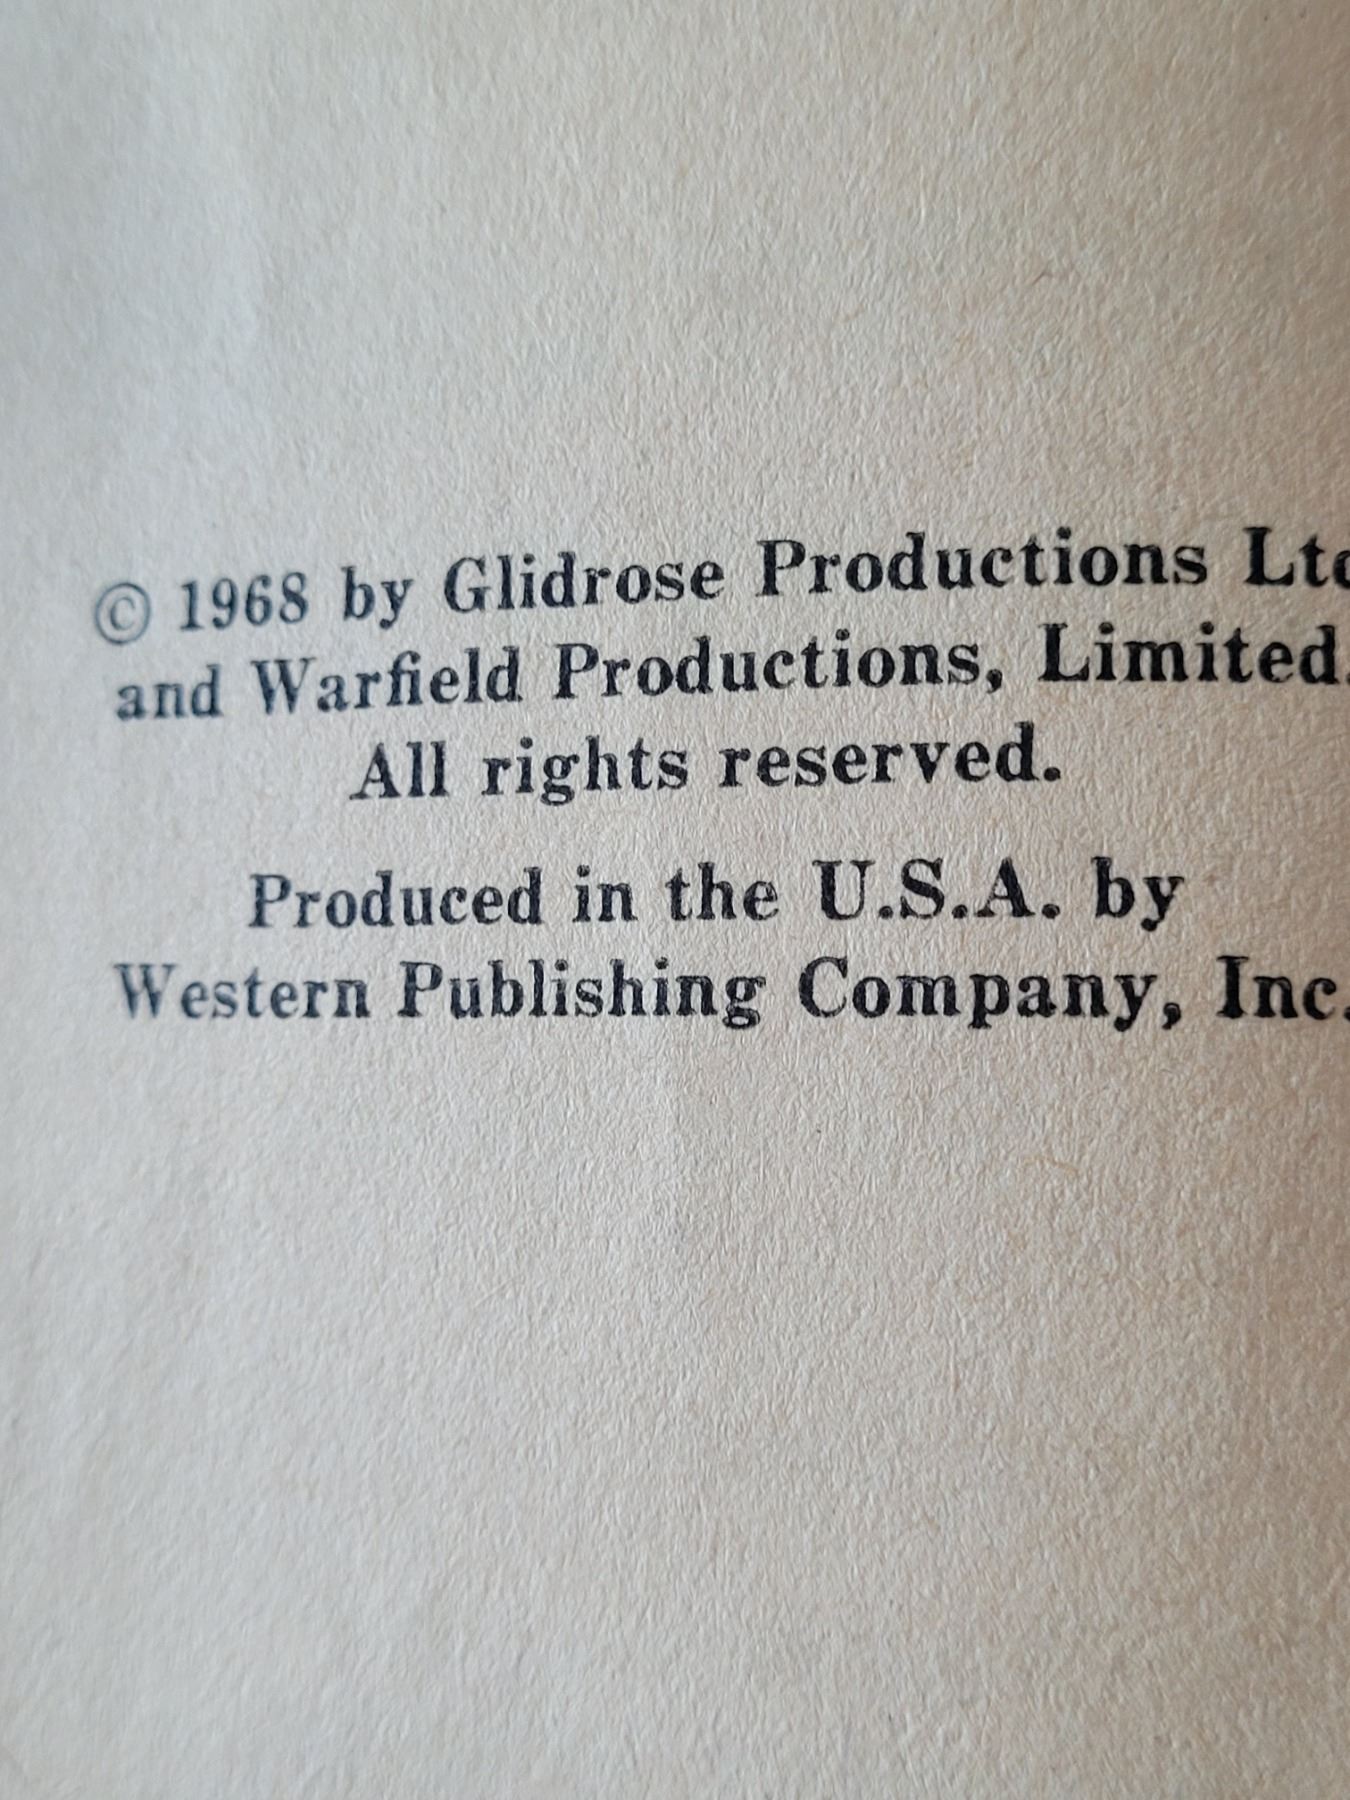 © 1968 by Glidrose Productions Ltd
and Warfield Productions, Limited.
All rights reserved.
Produced in the U.S.A. by
Western Publishing Company, Inc.